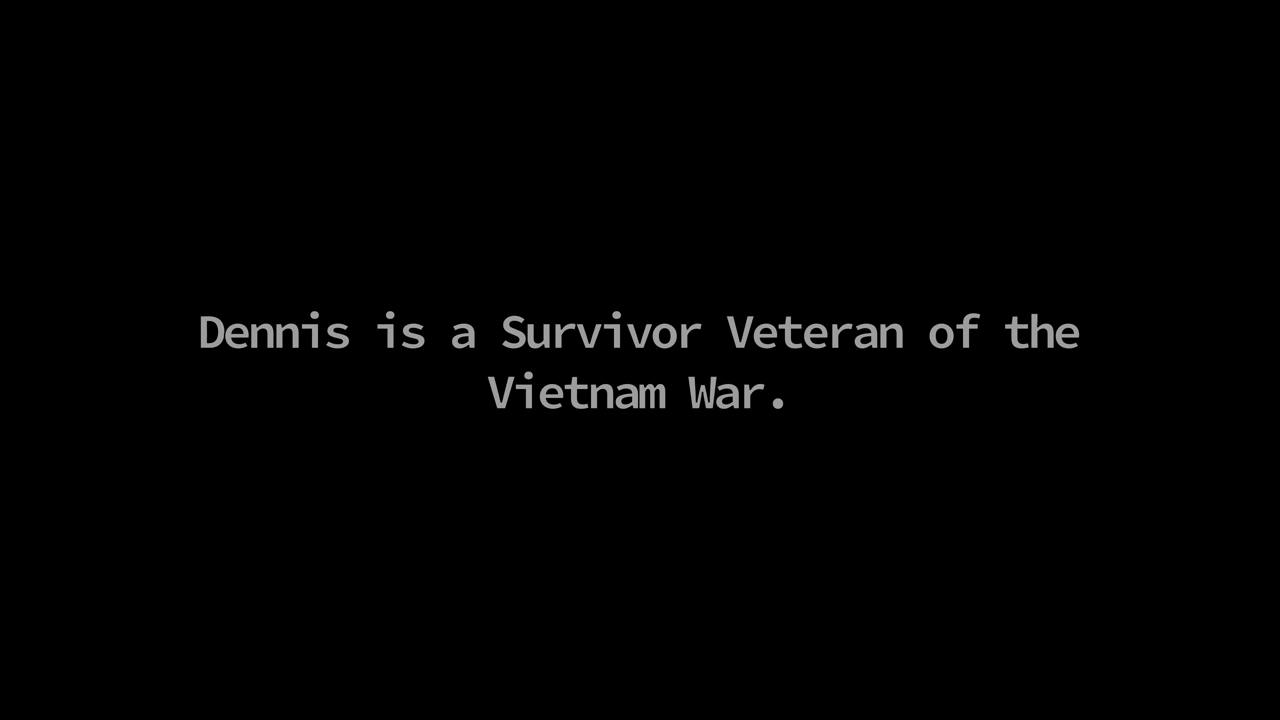 Dennis is a Survivor Veteran of the
Vietnam War.